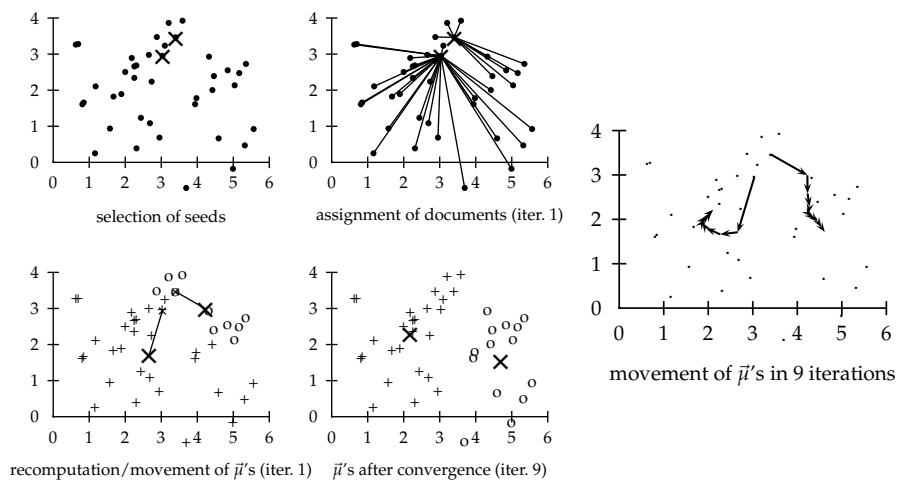 4
3
2
1
0
0 1 2 3 4 5 6
selection of seeds
4
3
2
1
0
0 1 2 3 4 5 6
assignment of documents (iter. 1)
4
3
2
1
0
0 1 2 3 4 5 6
recomputation/movement of μ⃗'s (iter. 1)
4
3
2
1
0
0 1 2 3 4 5 6
μ⃗'s after convergence (iter. 9)
4
3
2
1
0
0 1 2 3 4 5 6
movement of μ⃗'s in 9 iterations